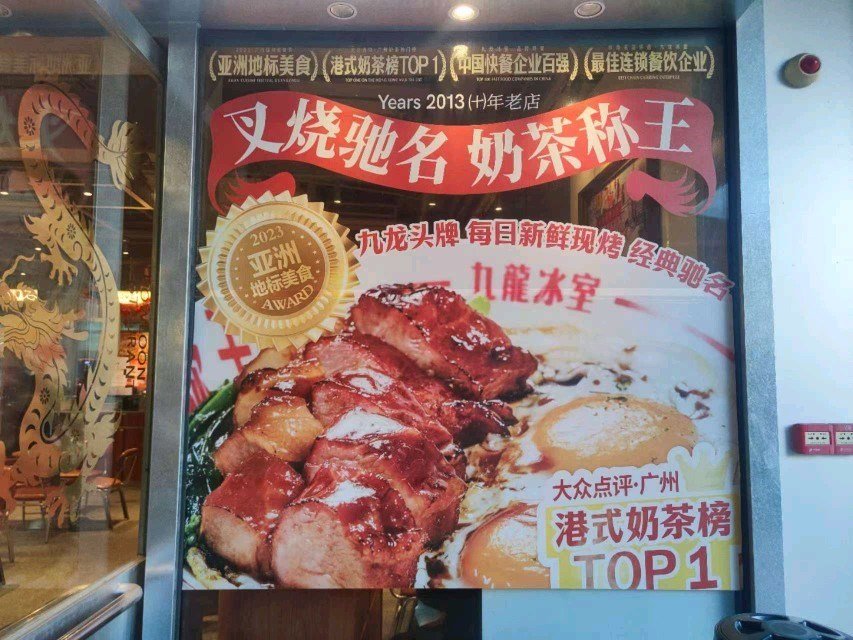 亚洲地标美食
港式奶茶榜TOP 1
中国快餐企业百强
最佳连锁餐饮企业
Years 2013(十)年老店
叉烧驰名 奶茶称王
2023
亚洲
地标美食
AWARD
九龙头牌 每日新鲜现烤 经典驰名
九龍冰室
大众点评·广州
港式奶茶榜
TOP 1